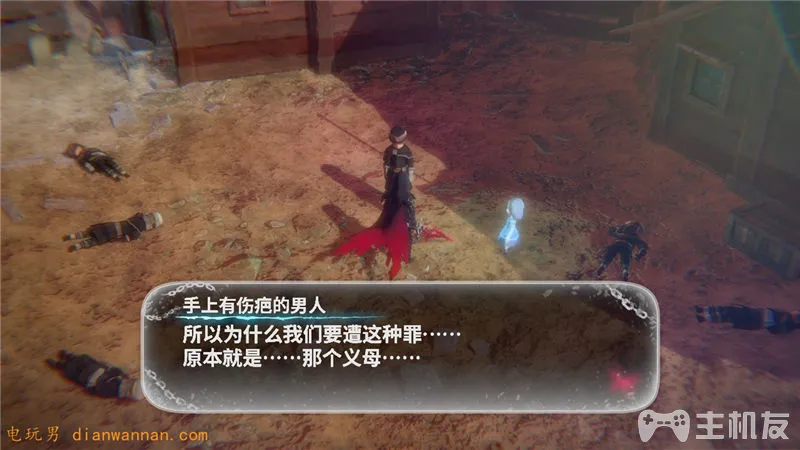 手上有伤疤的男人
所以为什么我们要遭这种罪……
原本就是……那个义母……
电玩男 dianwannan.com
主机友